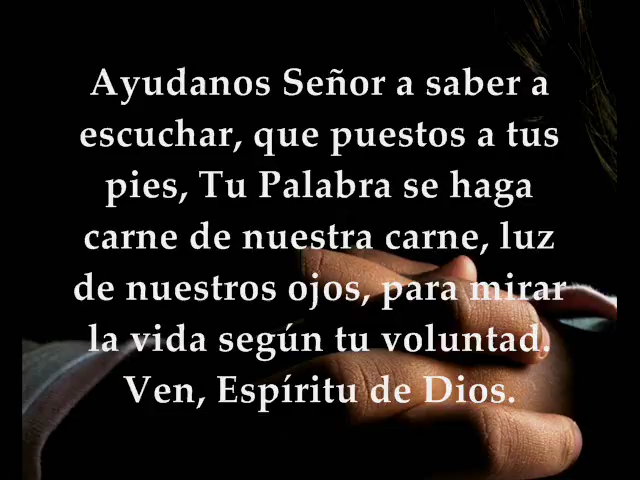 Ayudanos Señor a saber a
escuchar, que puestos a tus
pies, Tu Palabra se haga
carne de nuestra carne, luz
de nuestros ojos, para mirar
la vida según tu voluntad.
Ven, Espíritu de Dios.